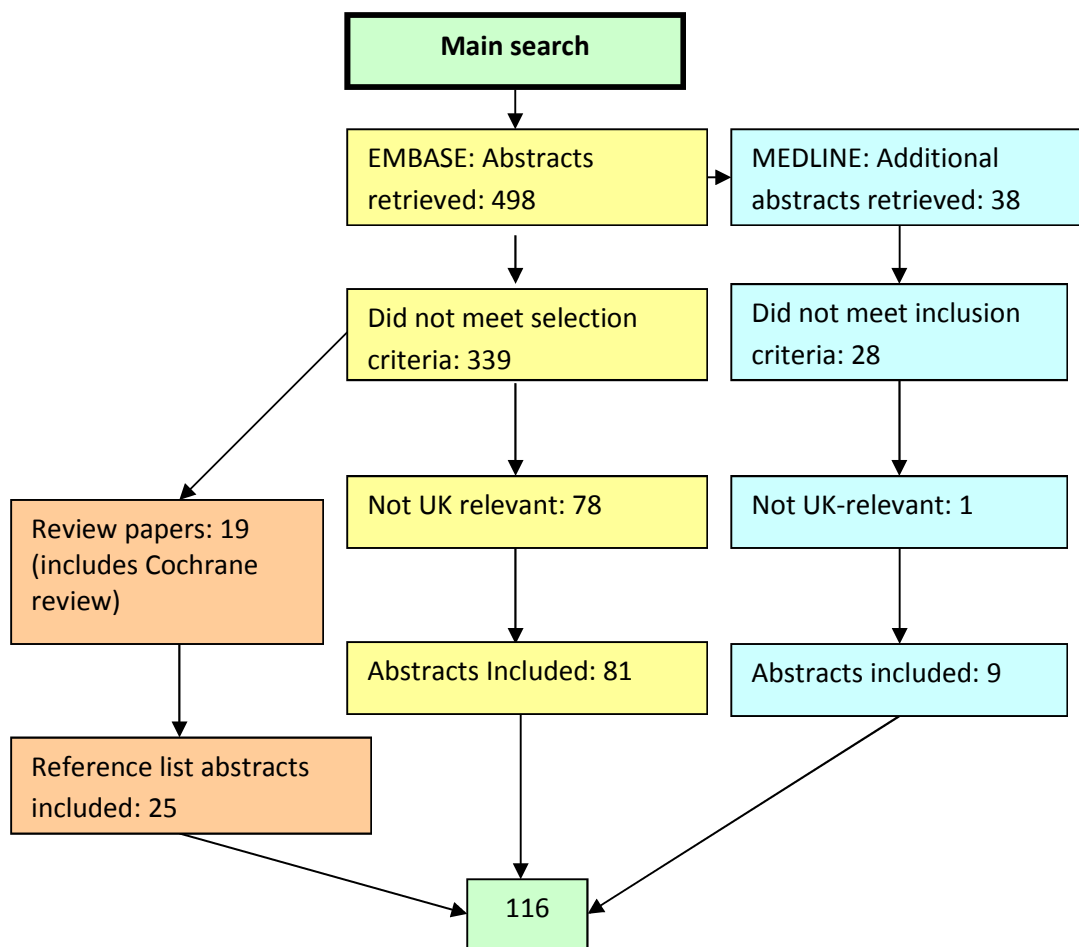 Main search
EMBASE: Abstracts
retrieved: 498
MEDLINE: Additional
abstracts retrieved: 38
Did not meet selection
criteria: 339
Did not meet inclusion
criteria: 28
Review papers: 19
(includes Cochrane
review)
Not UK relevant: 78
Not UK-relevant: 1
Abstracts Included: 81
Abstracts included: 9
Reference list abstracts
included: 25
116